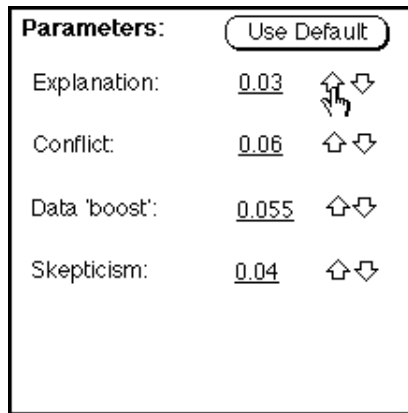 Parameters: Use Default
Explanation: 0.03
Conflict: 0.06
Data 'boost': 0.055
Skepticism: 0.04